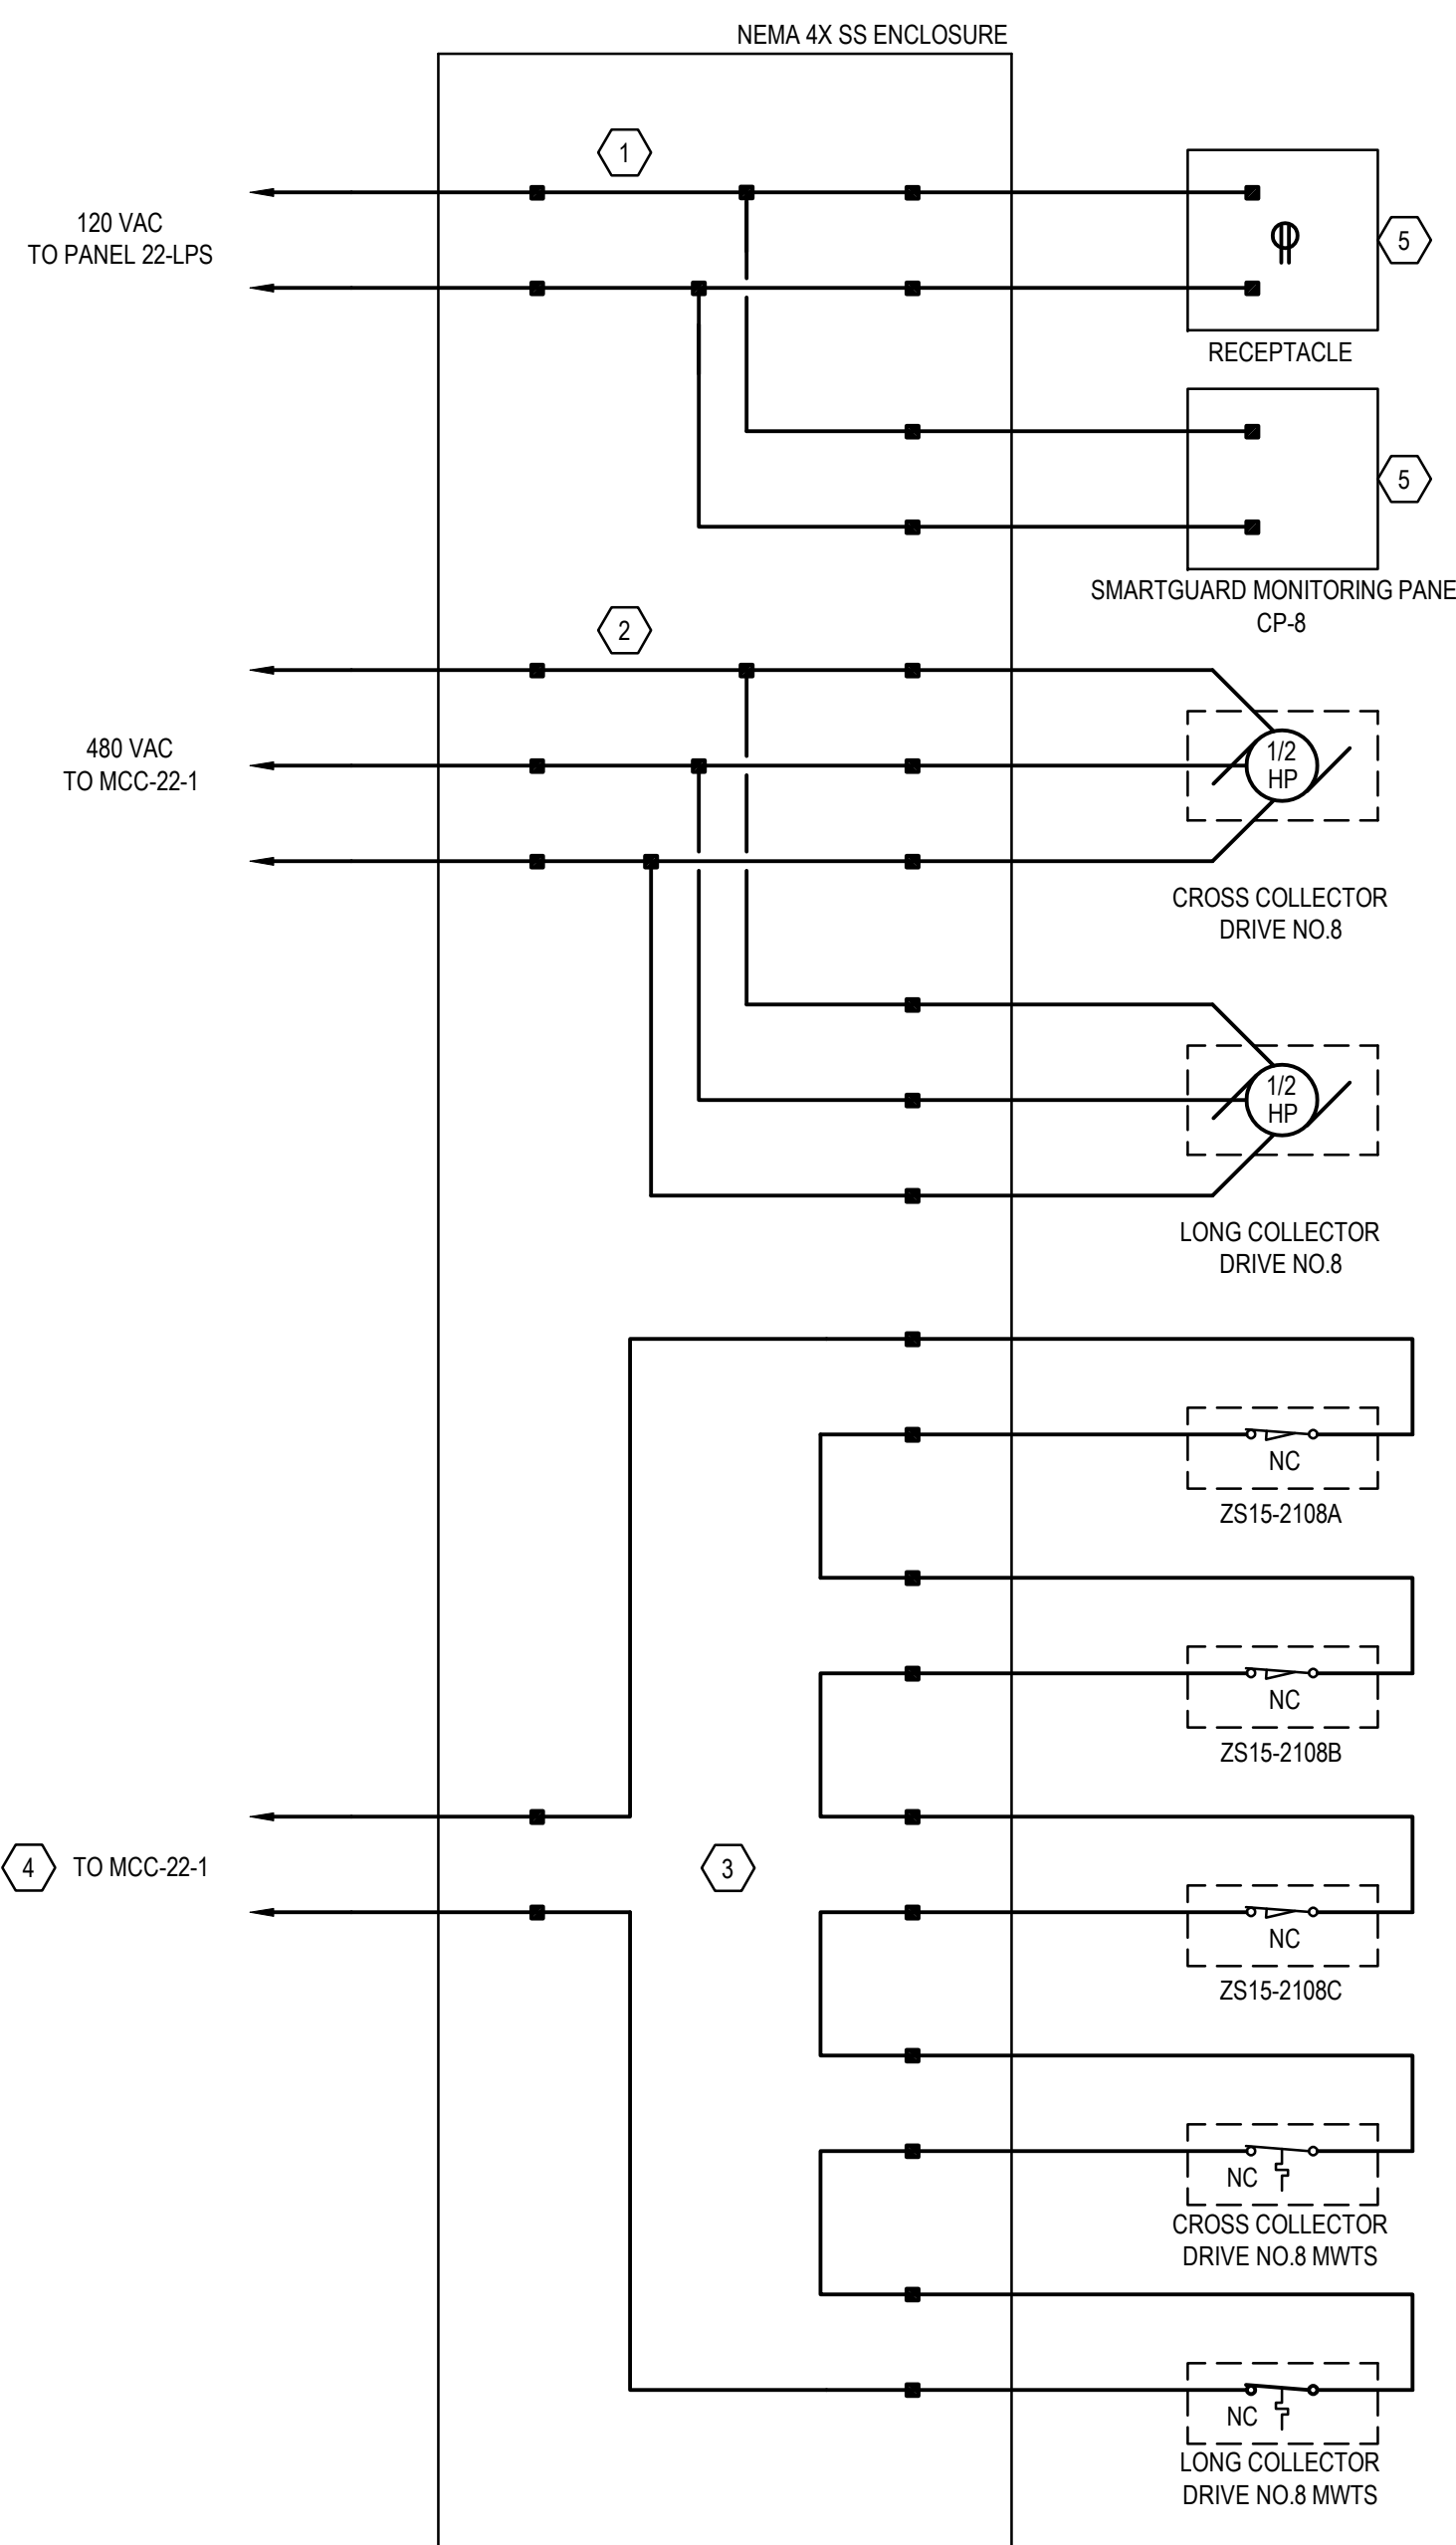 NEMA 4X SS ENCLOSURE
1
120 VAC
TO PANEL 22-LPS
5
RECEPTACLE
5
SMARTGUARD MONITORING PANE
CP-8
2
480 VAC
TO MCC-22-1
1/2
HP
CROSS COLLECTOR
DRIVE NO.8
1/2
HP
LONG COLLECTOR
DRIVE NO.8
NC
ZS15-2108A
NC
ZS15-2108B
4
TO MCC-22-1
3
NC
ZS15-2108C
NC
CROSS COLLECTOR
DRIVE NO.8 MWTS
NC
LONG COLLECTOR
DRIVE NO.8 MWTS